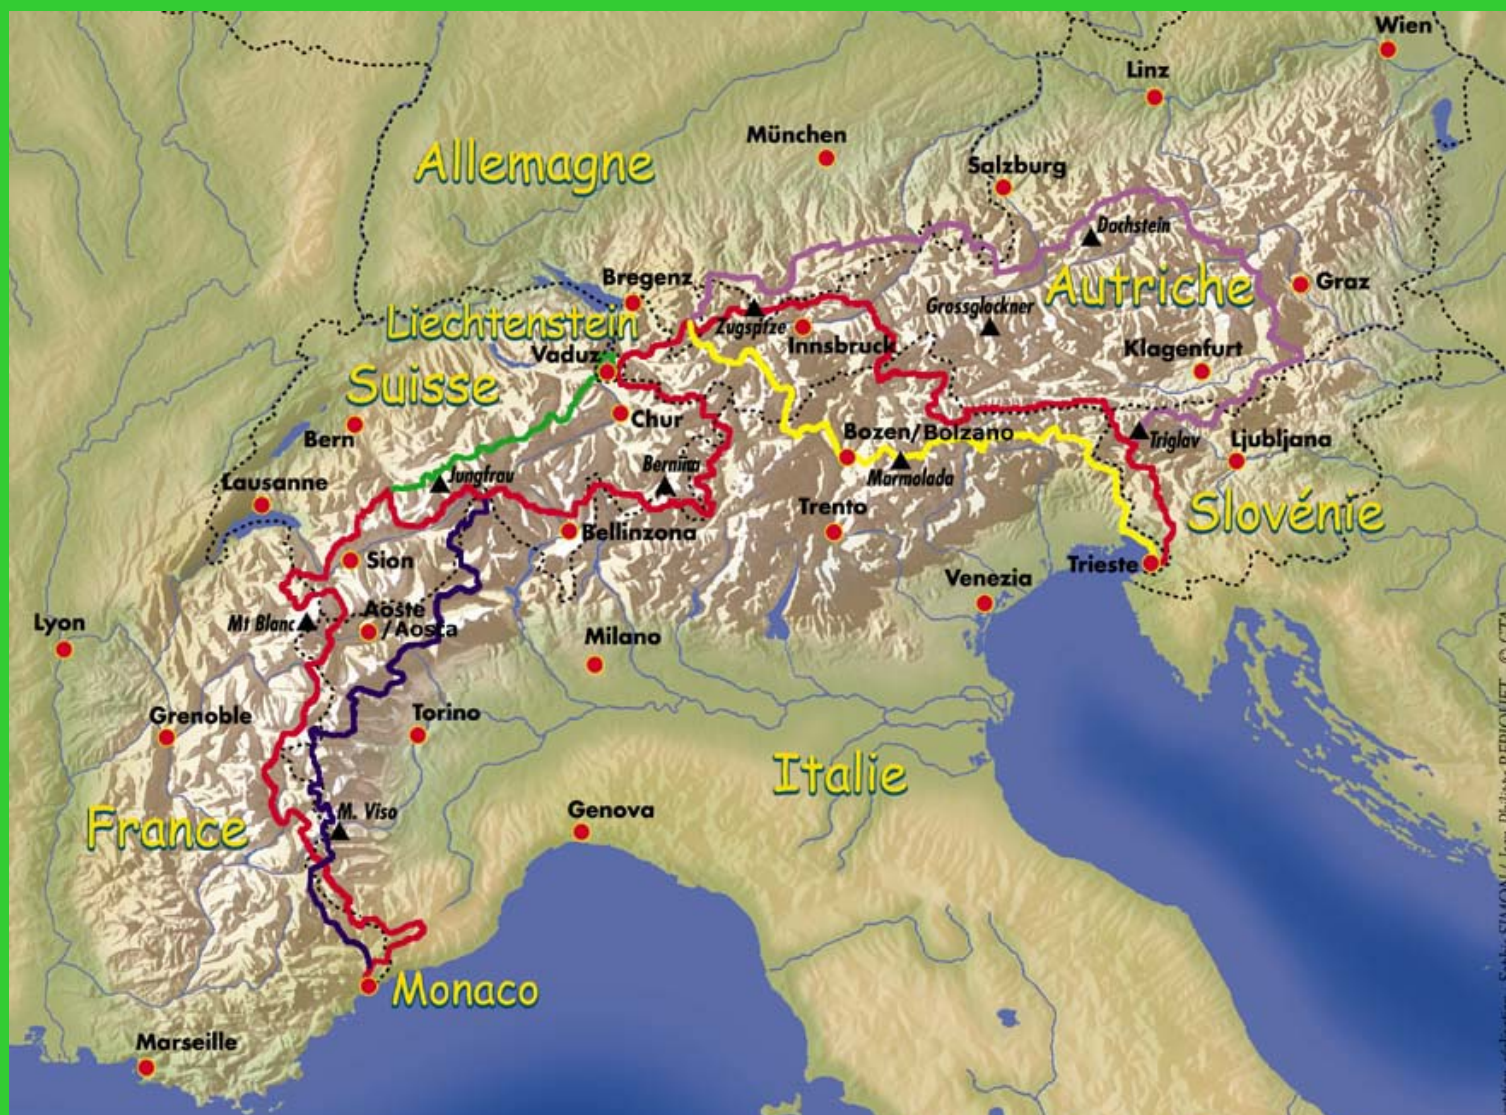 Wien
Linz
München
Allemagne
Salzburg
Dachstein
Bregenz
Autriche
Graz
Liechtenstein
Grossglockner
Zugspitze
Innsbruck
Vaduz
Klagenfurt
Suisse
Chur
Bern
Bozen/Bolzano
Triglav
Ljubljana
Jungfrau
Bernina
Marmolada
Lausanne
Trento
Slovénie
Bellinzona
Sion
Trieste
Venezia
Aoste
/Aosta
Mt Blanc
Lyon
Milano
Grenoble
Torino
Italie
France
M. Viso
Genova
Monaco
Marseille